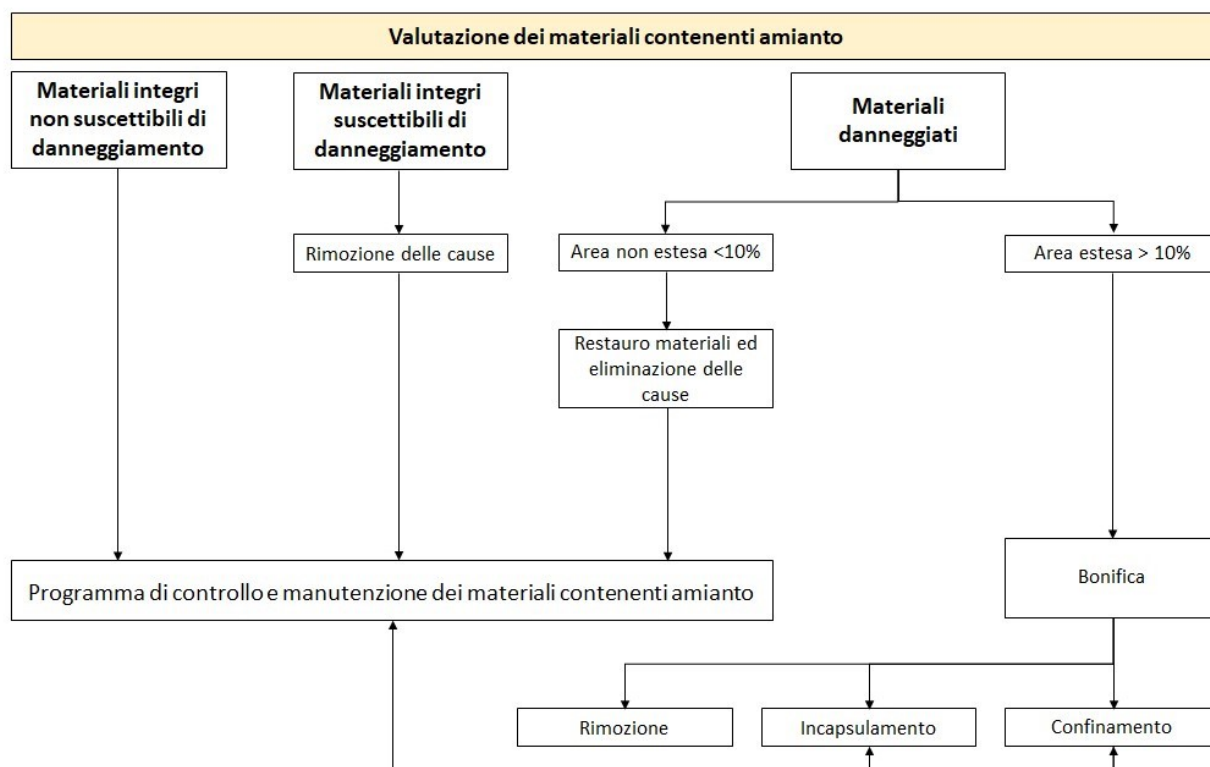 Valutazione dei materiali contenenti amianto
Materiali integri
non suscettibili di
danneggiamento
Materiali integri
suscettibili di
danneggiamento
Materiali
danneggiati
Rimozione delle cause
Area non estesa <10%
Area estesa > 10%
Restauro materiali ed
eliminazione delle
cause
Programma di controllo e manutenzione dei materiali contenenti amianto
Bonifica
Rimozione
Incapsulamento
Confinamento